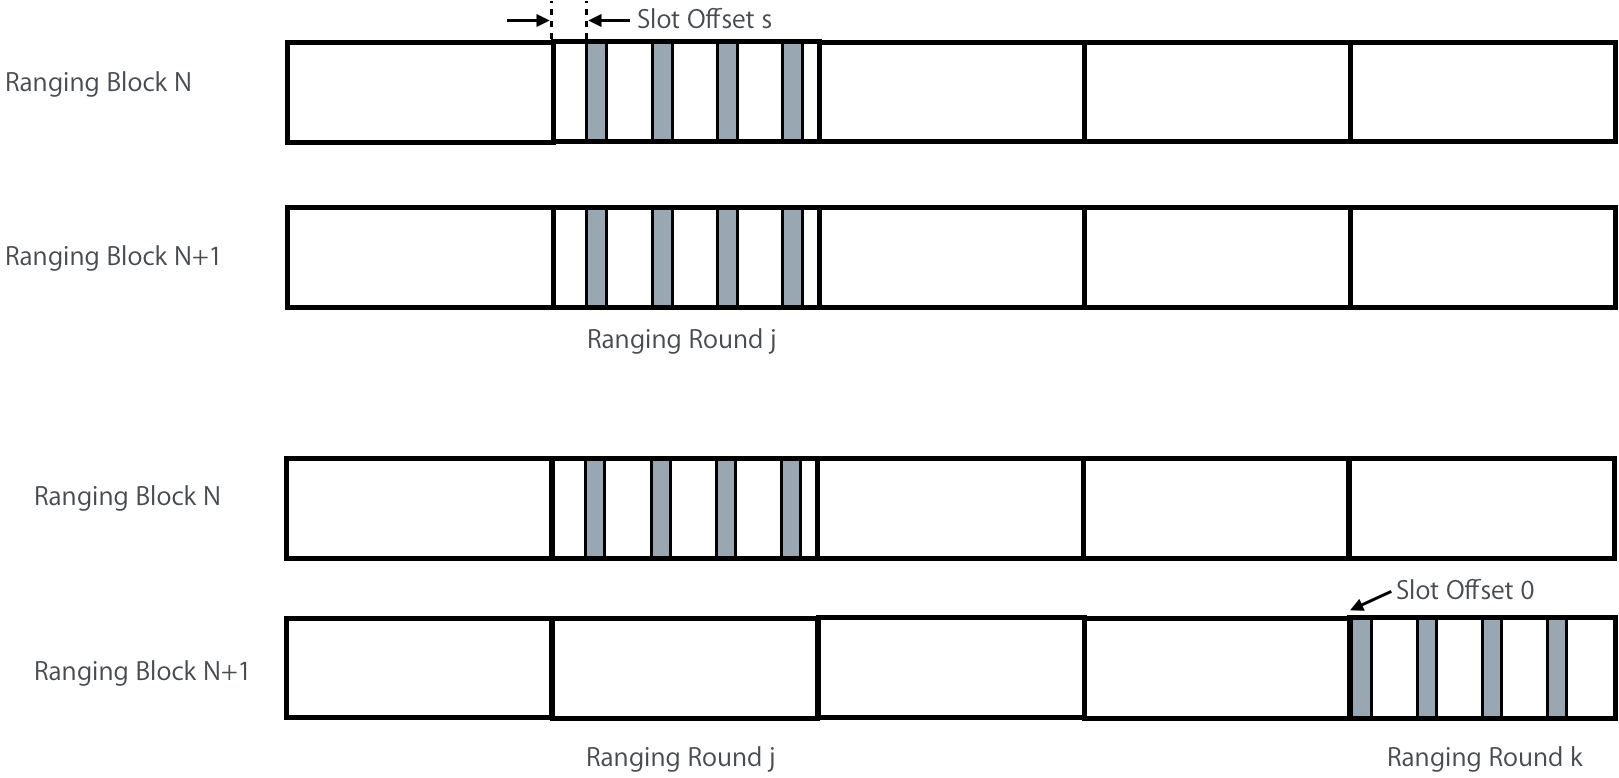 Slot Offset s
Ranging Block N
Ranging Block N+1
Ranging Round j
Ranging Block N
Slot Offset 0
Ranging Block N+1
Ranging Round j
Ranging Round k